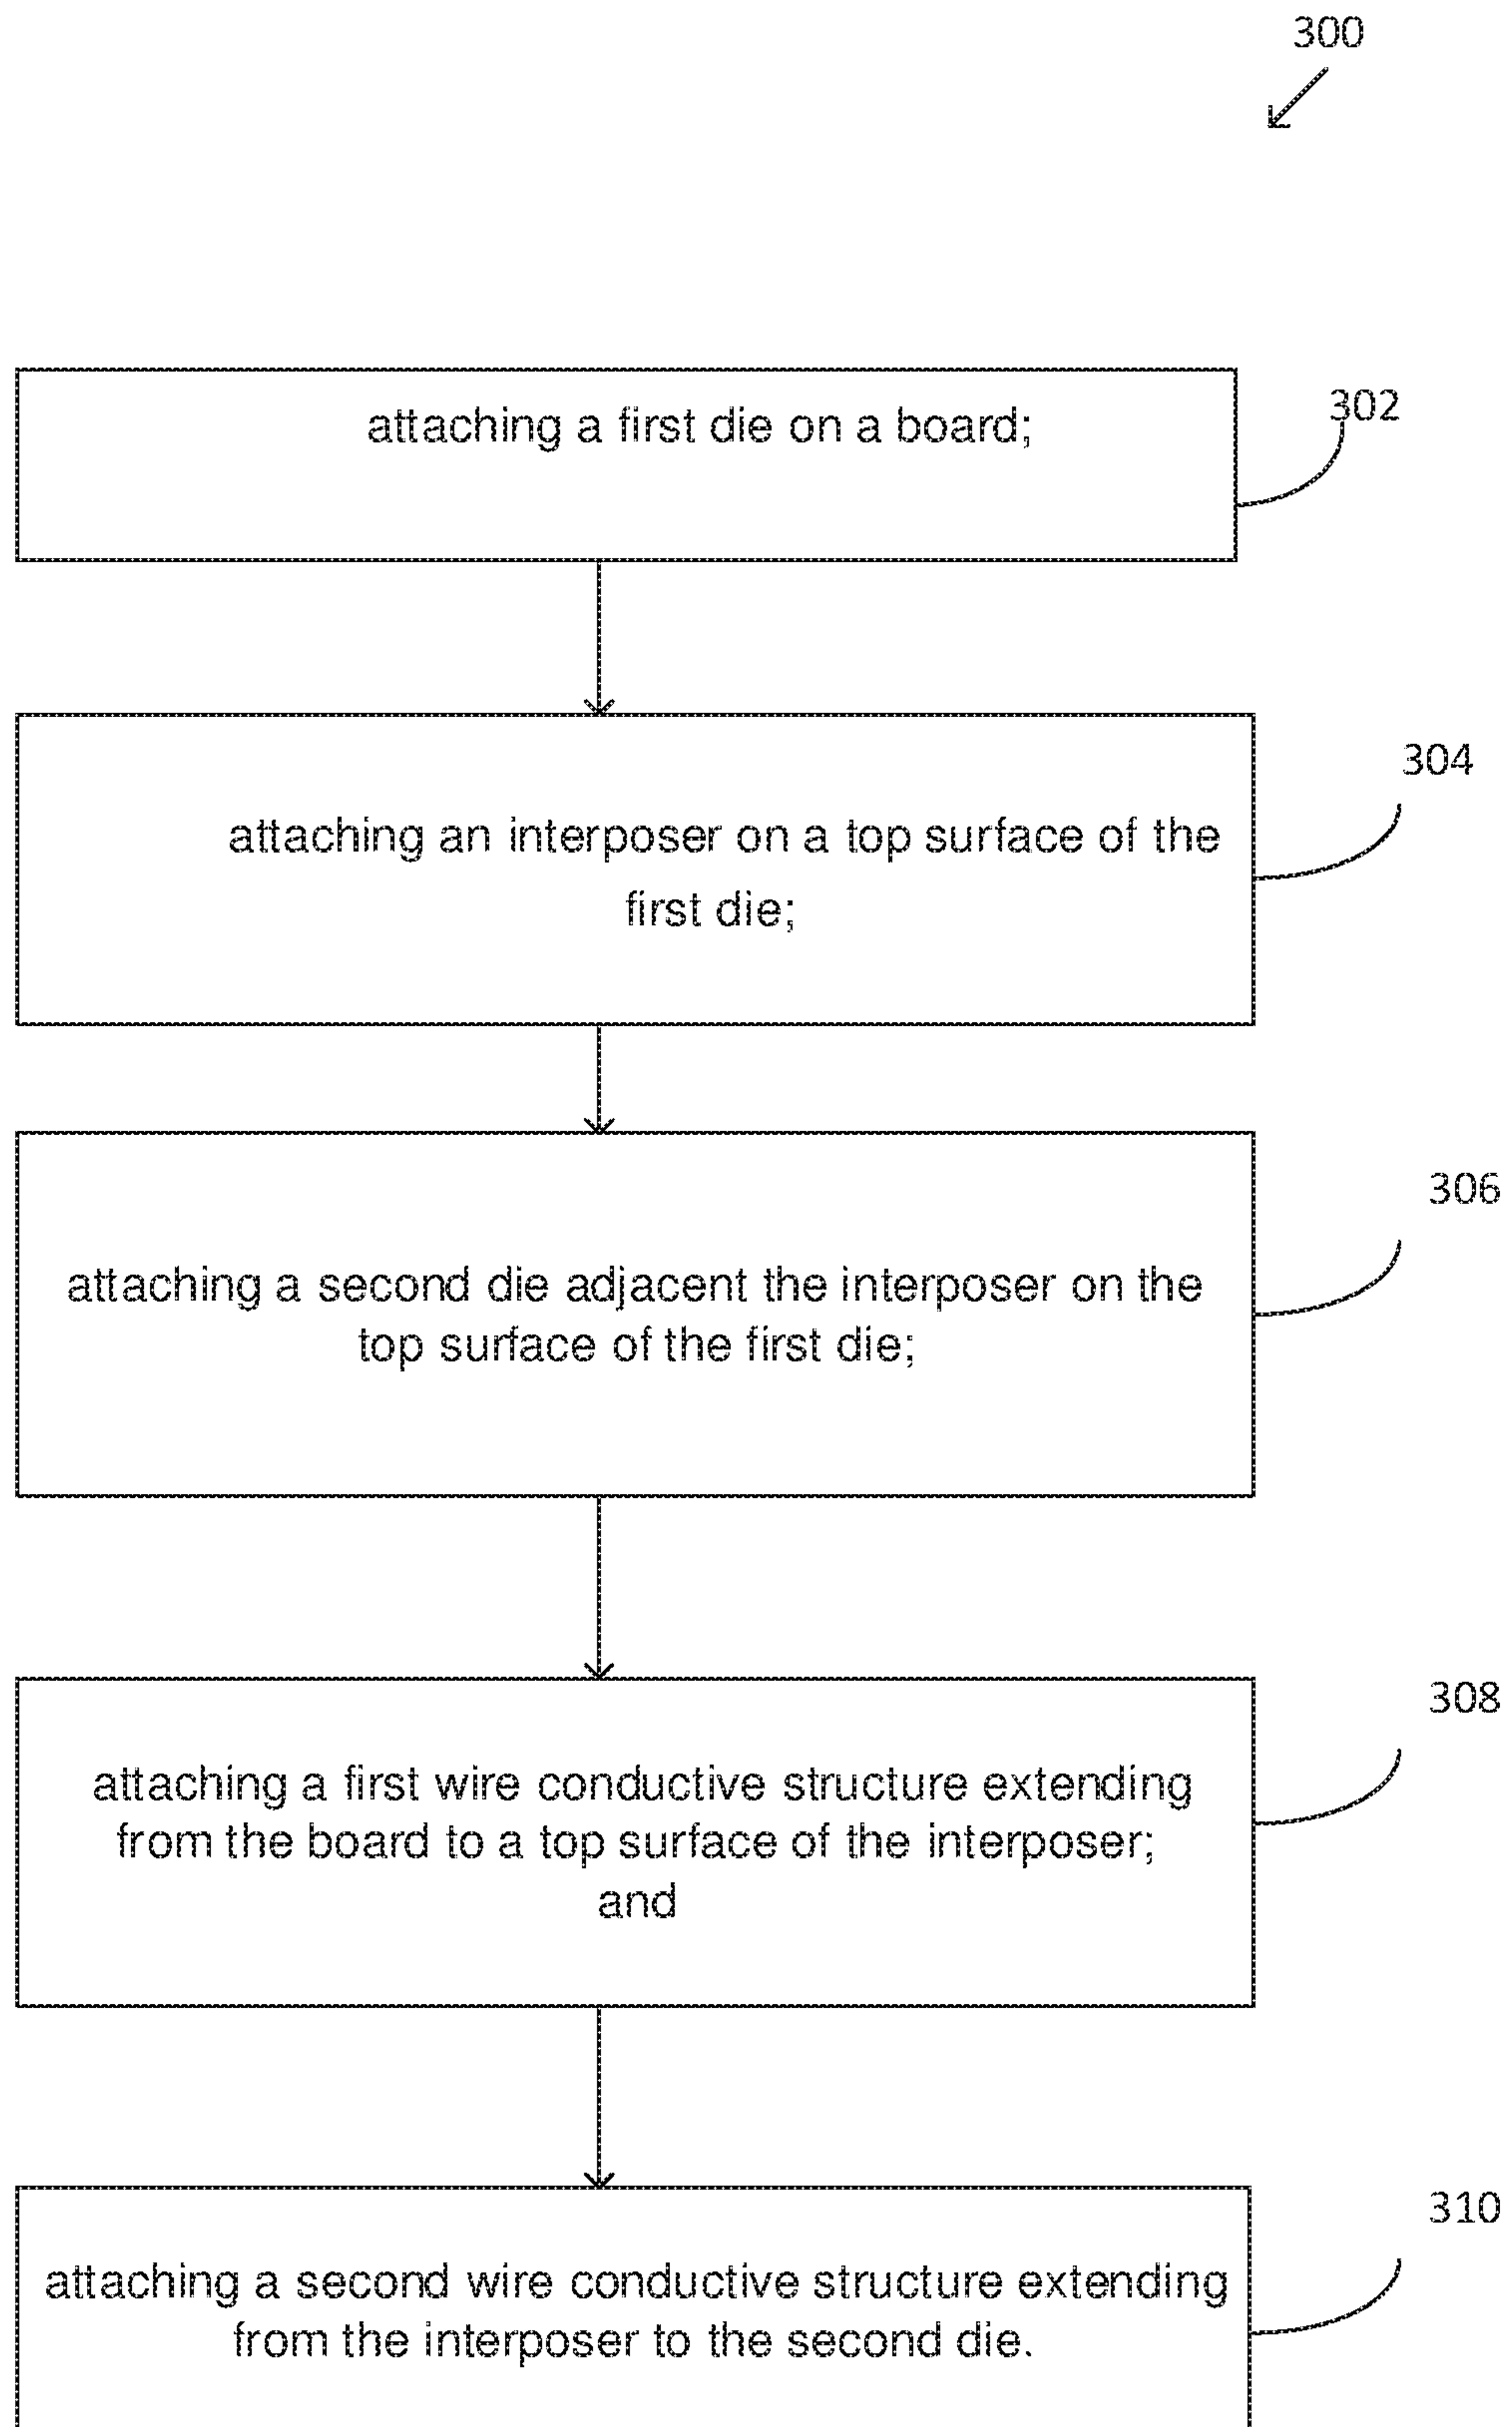 300
attaching a first die on a board;
302
304
attaching an interposer on a top surface of the
first die;
306
attaching a second die adjacent the interposer on the
top surface of the first die;
308
attaching a first wire conductive structure extending
from the board to a top surface of the interposer;
and
310
attaching a second wire conductive structure extending
from the interposer to the second die.